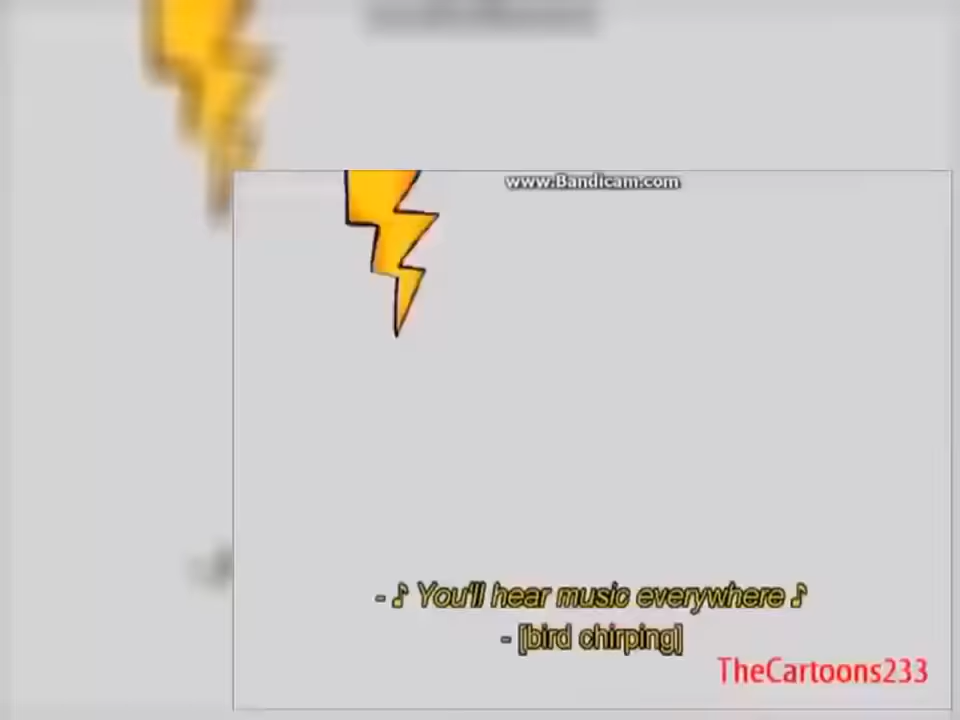 www.Bandicam.com
- ♪ You'll hear music everywhere ♪
- [bird chirping]
TheCartoons233